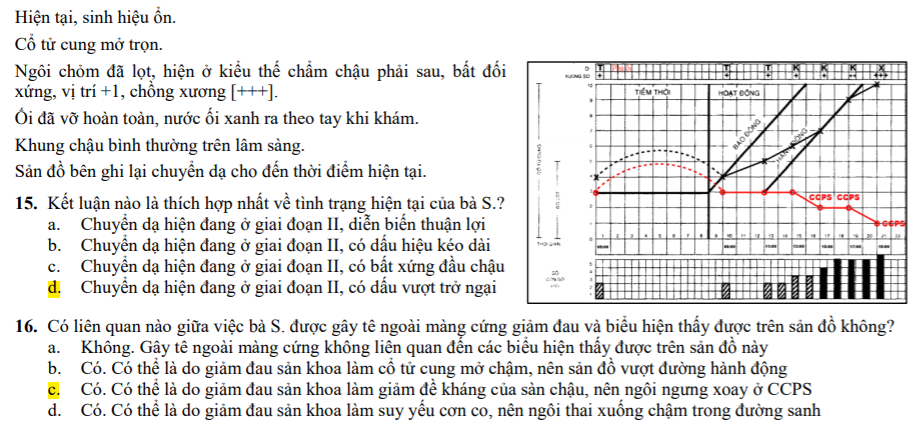 Hiện tại, sinh hiệu ổn.
Cổ tử cung mở trọn.
Ngôi chỏm đã lọt, hiện ở kiểu thế chẩm chậu phải sau, bất đối
xứng, vị trí +1, chồng xương [+++].
Ối đã vỡ hoàn toàn, nước ối xanh ra theo tay khi khám.
Khung chậu bình thường trên lâm sàng.
Sản đồ bên ghi lại chuyển dạ cho đến thời điểm hiện tại.
15. Kết luận nào là thích hợp nhất về tình trạng hiện tại của bà S.?
a. Chuyển dạ hiện đang ở giai đoạn II, diễn biến thuận lợi
b. Chuyển dạ hiện đang ở giai đoạn II, có dấu hiệu kéo dài
c. Chuyển dạ hiện đang ở giai đoạn II, có bất xứng đầu chậu
d. Chuyển dạ hiện đang ở giai đoạn II, có dấu vượt trở ngại
TIỀM THỜI
HOẠT ĐỘNG
BÁO ĐỘNG
HÀNH ĐỘNG
CCPS CCPS
CCPS
16. Có liên quan nào giữa việc bà S. được gây tê ngoài màng cứng giảm đau và biểu hiện thấy được trên sản đồ không?
a. Không. Gây tê ngoài màng cứng không liên quan đến các biểu hiện thấy được trên sản đồ này
b. Có. Có thể là do giảm đau sản khoa làm cổ tử cung mở chậm, nên sản đồ vượt đường hành động
c. Có. Có thể là do giảm đau sản khoa làm giảm đề kháng của sàn chậu, nên ngôi ngưng xoay ở CCPS
d. Có. Có thể là do giảm đau sản khoa làm suy yếu cơn co, nên ngôi thai xuống chậm trong đường sanh